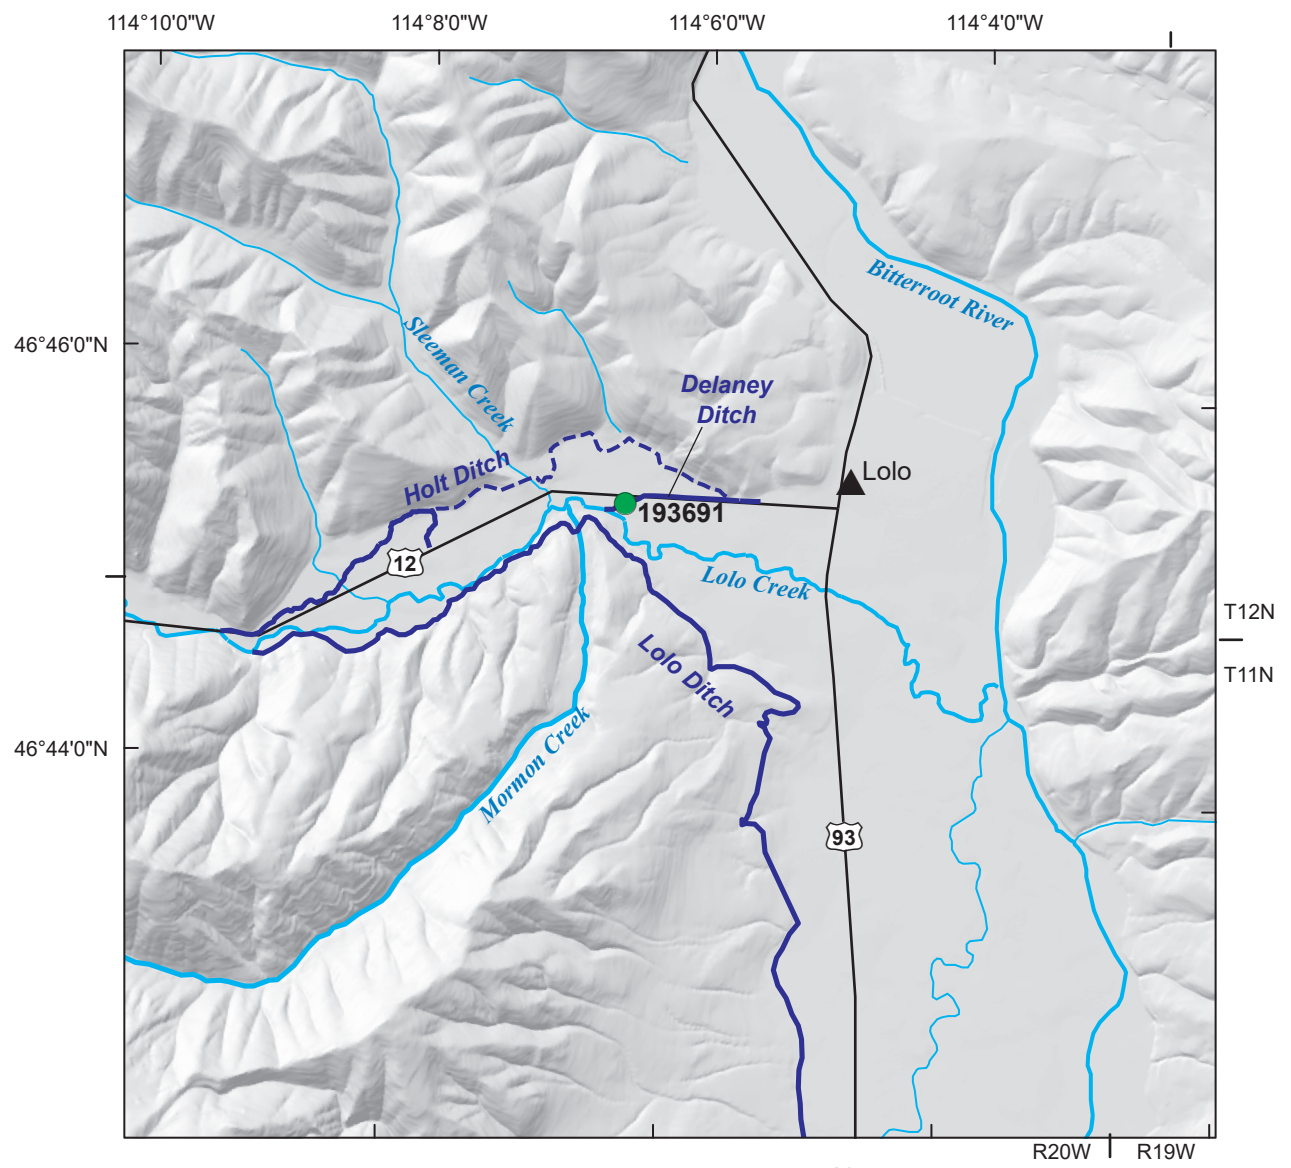 114°10'0"W
114°8'0"W
114°6'0"W
114°4'0"W
Bitterroot River
46°46'0"N
Sleeman Creek
Delaney
Ditch
Holt Ditch
Lolo
193691
12
Lolo Creek
T12N
Lolo Ditch
T11N
46°44'0"N
Mormon Creek
93
R20W
R19W